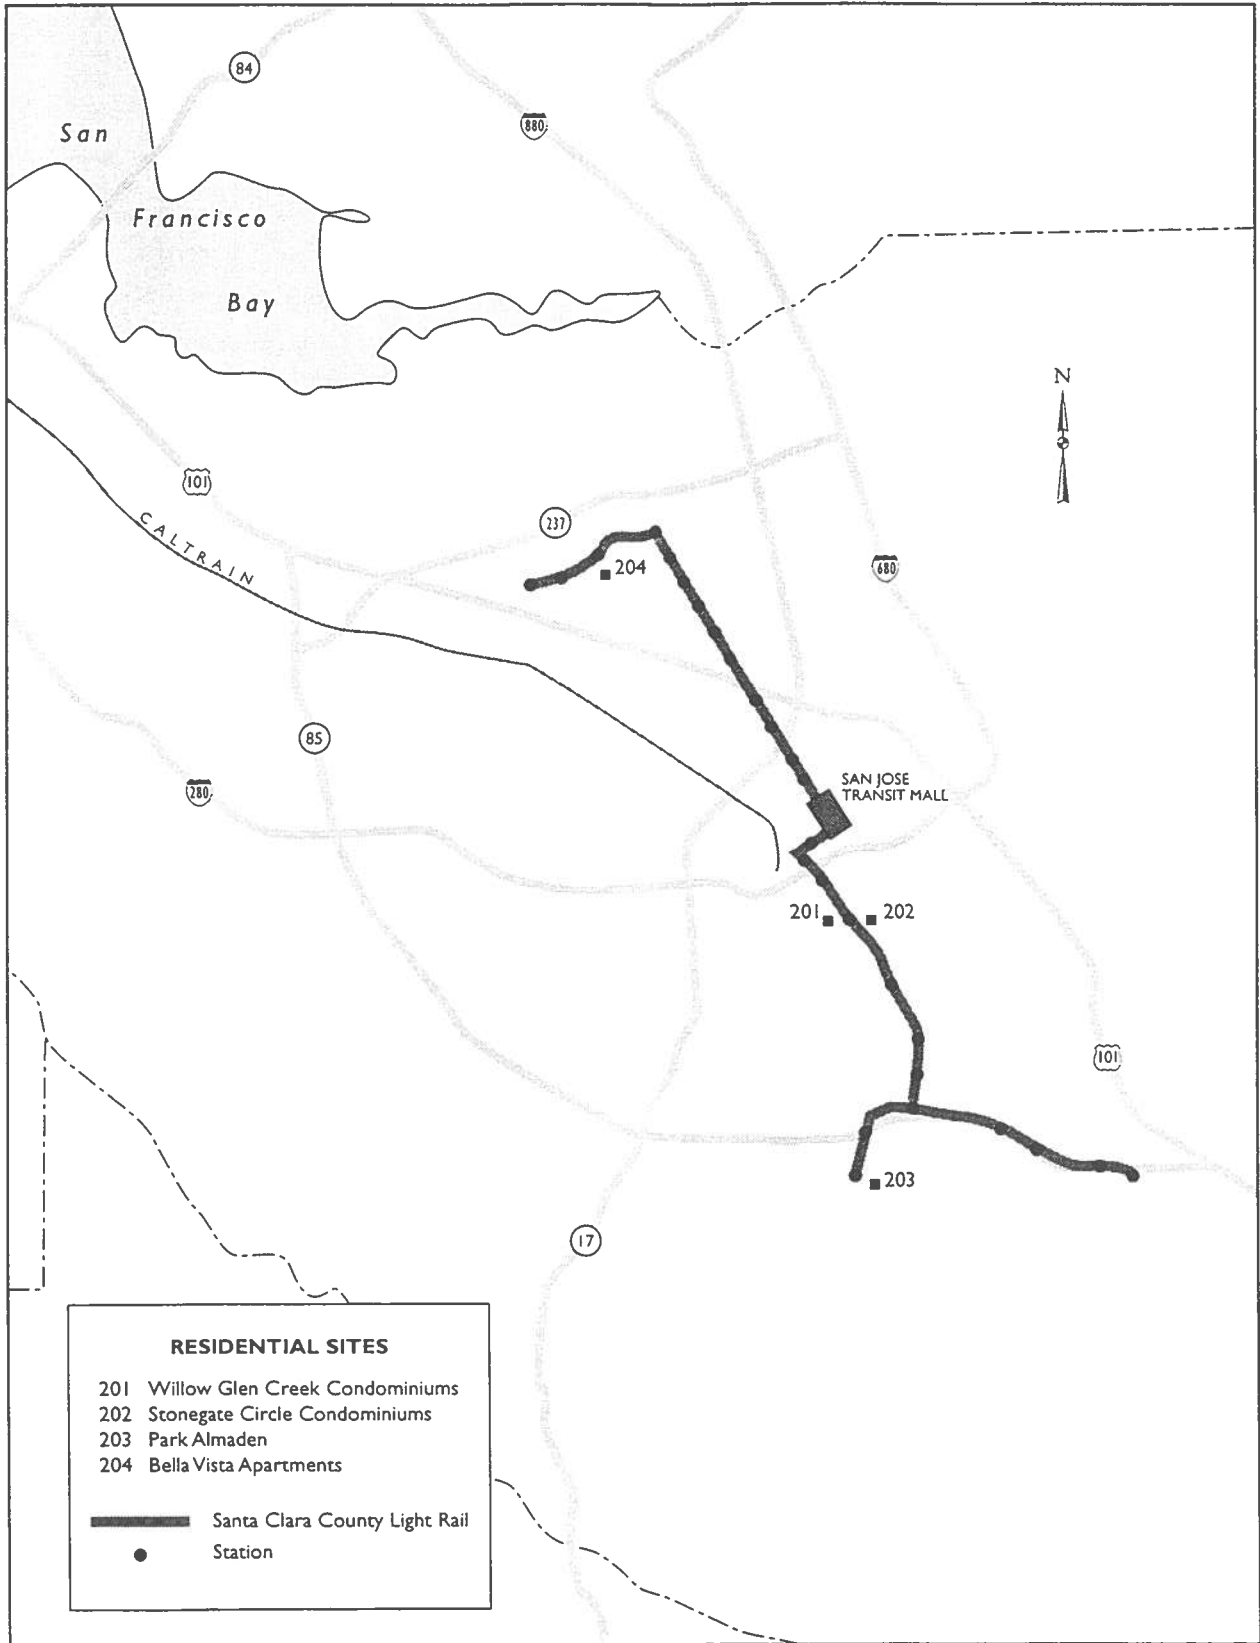 84
880
San
Francisco
Bay
N
101
CALTRAIN
237
204
680
85
280
SAN JOSE
TRANSIT MALL
201
202
101
203
17
RESIDENTIAL SITES
201 Willow Glen Creek Condominiums
202 Stonegate Circle Condominiums
203 Park Almaden
204 Bella Vista Apartments
Santa Clara County Light Rail
Station